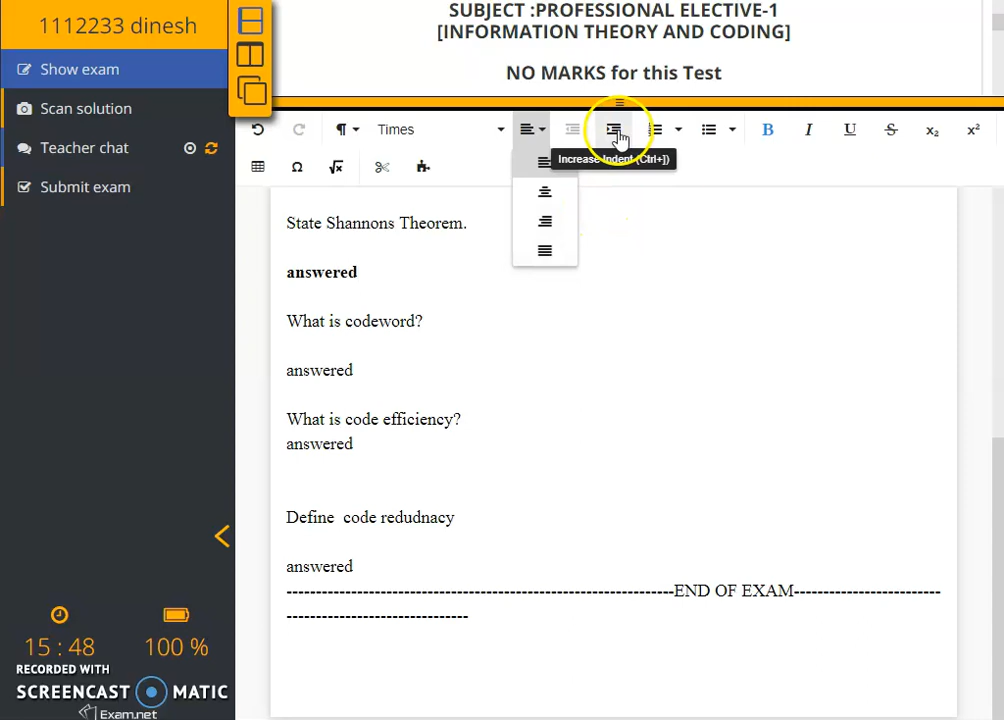 1112233 dinesh
Show exam
Scan solution
Teacher chat
Submit exam
SUBJECT :PROFESSIONAL ELECTIVE-1
[INFORMATION THEORY AND CODING]
NO MARKS for this Test
Times
B I U S x₂ x²
Ω √x
Increase Indent (Ctrl+])
State Shannons Theorem.
answered
What is codeword?
answered
What is code efficiency?
answered
Define code redudnacy
answered
--------------------------------------------------------------------END OF EXAM--------------------------
--------------------------------
15 : 48
100 %
RECORDED WITH
SCREENCAST MATIC
Exam.net